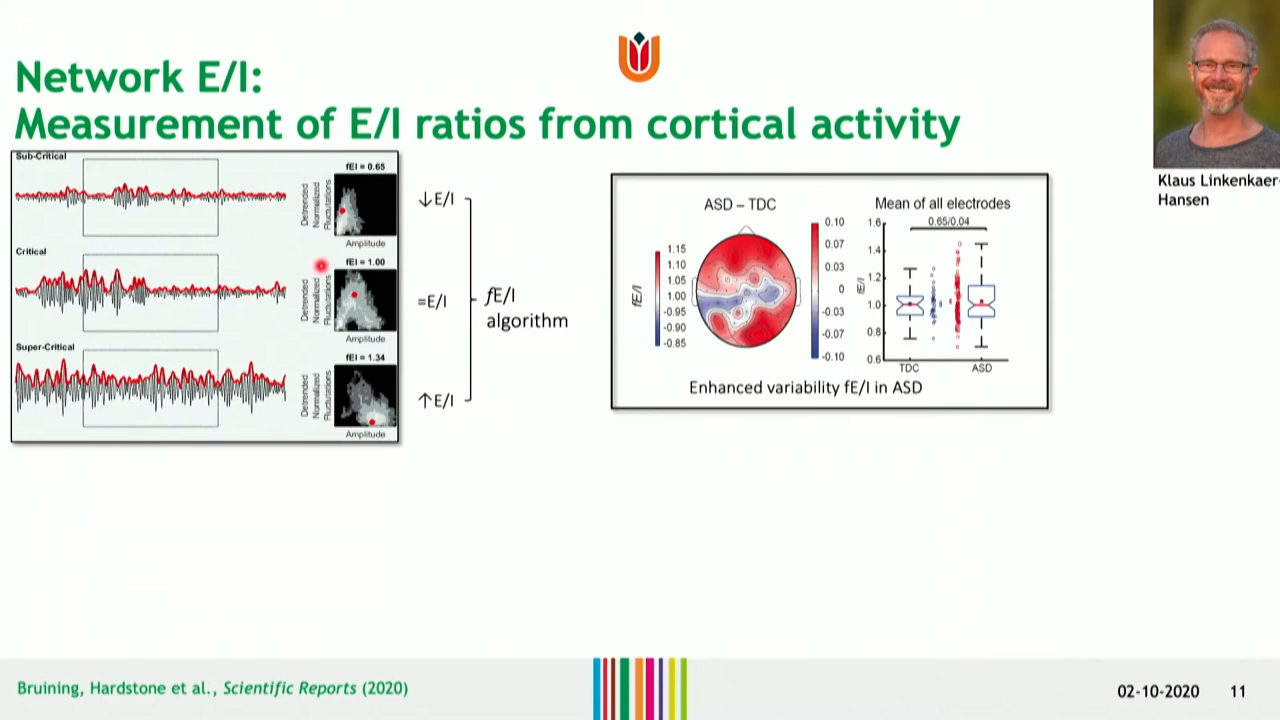 Network E/I:
Measurement of E/I ratios from cortical activity
Klaus Linkenkaer-
Hansen
Sub-Critical
fEI = 0.65
Detrended
Normalized
Fluctutations
Amplitude
↓E/I
Critical
fEI = 1.00
Detrended
Normalized
Fluctutations
Amplitude
=E/I
Super-Critical
fEI = 1.34
Detrended
Normalized
Fluctutations
Amplitude
↑E/I
fE/I
algorithm
ASD – TDC
fE/I
1.15
1.10
1.05
1.00
-0.95
-0.90
-0.85
0.10
0.07
0.03
0
-0.03
-0.07
-0.10
Mean of all electrodes
0.65/0.04
fE/I
1.6
1.4
1.2
1.0
0.8
0.6
TDC
ASD
Enhanced variability fE/I in ASD
Bruining, Hardstone et al., Scientific Reports (2020)
02-10-2020 11